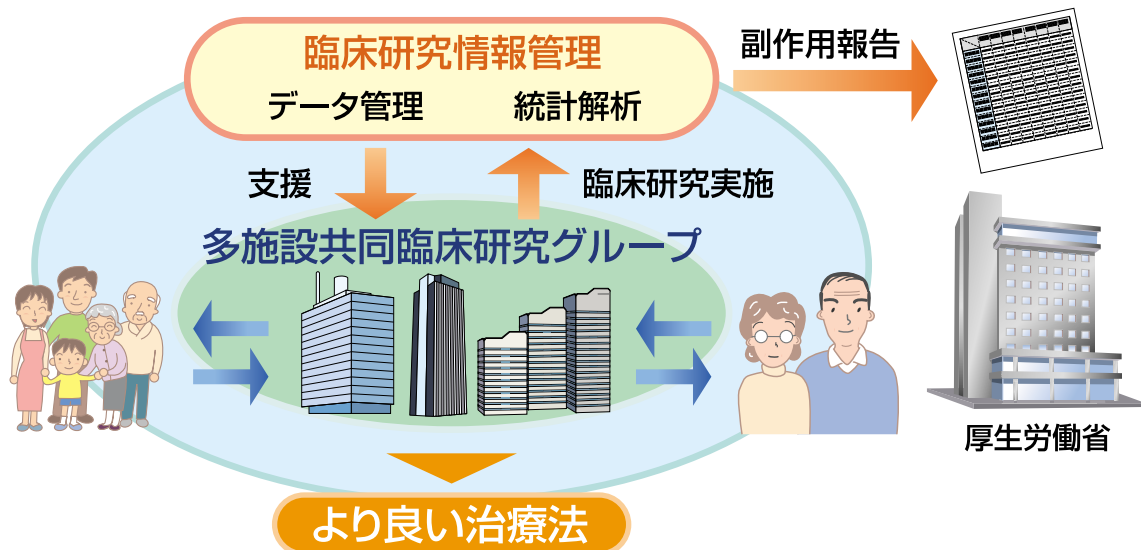 臨床研究情報管理
データ管理 統計解析
副作用報告
支援
臨床研究実施
多施設共同臨床研究グループ
厚生労働省
より良い治療法